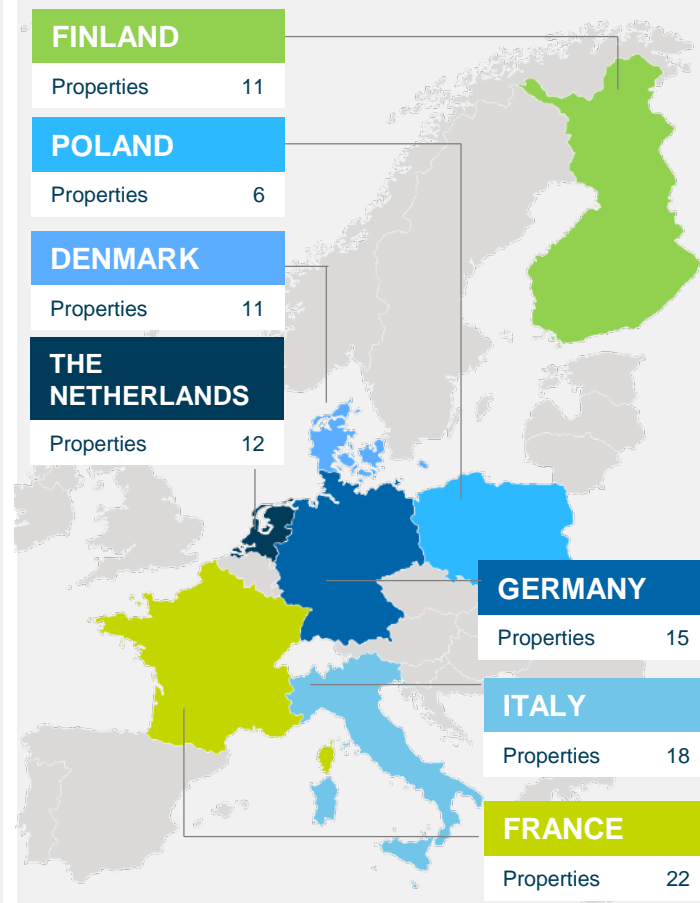 FINLAND
Properties 11
POLAND
Properties 6
DENMARK
Properties 11
THE
NETHERLANDS
Properties 12
GERMANY
Properties 15
ITALY
Properties 18
FRANCE
Properties 22